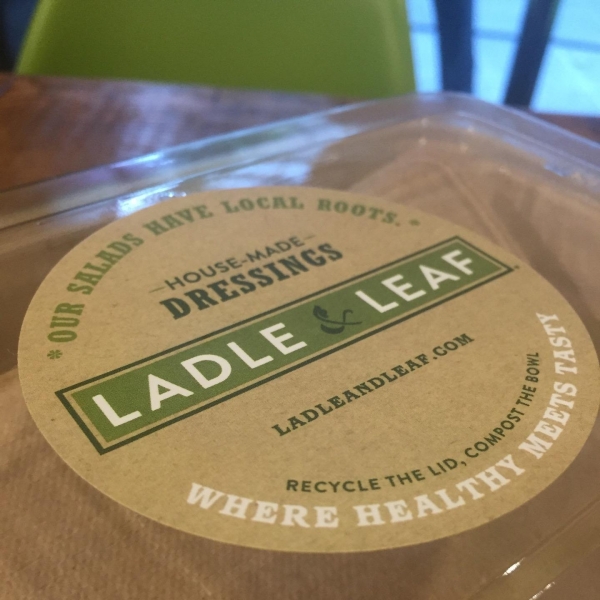 *OUR SALADS HAVE LOCAL ROOTS.*
HOUSE-MADE
DRESSINGS
LADLE & LEAF
LADLEANDLEAF.COM
RECYCLE THE LID, COMPOST THE BOWL
WHERE HEALTHY MEETS TASTY